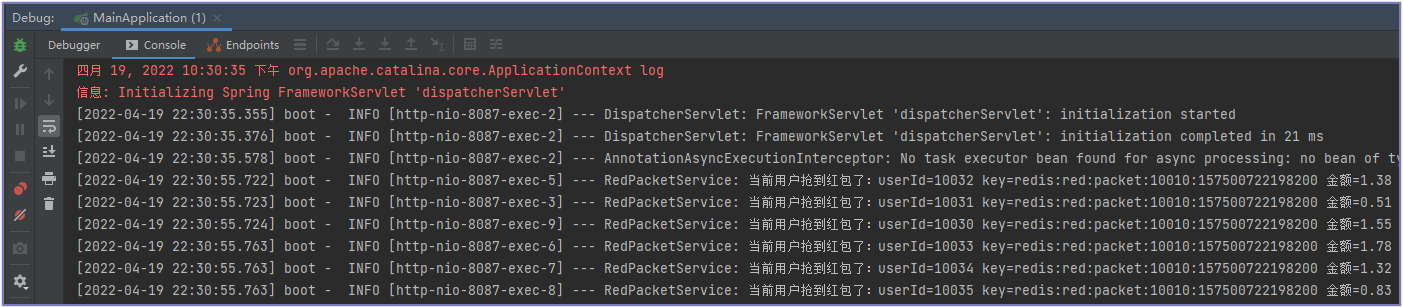 Debug: MainApplication (1)
Debugger Console Endpoints
四月 19, 2022 10:30:35 下午 org.apache.catalina.core.ApplicationContext log
信息: Initializing Spring FrameworkServlet 'dispatcherServlet'
[2022-04-19 22:30:35.355] boot -  INFO [http-nio-8087-exec-2] --- DispatcherServlet: FrameworkServlet 'dispatcherServlet': initialization started
[2022-04-19 22:30:35.376] boot -  INFO [http-nio-8087-exec-2] --- DispatcherServlet: FrameworkServlet 'dispatcherServlet': initialization completed in 21 ms
[2022-04-19 22:30:35.578] boot -  INFO [http-nio-8087-exec-2] --- AnnotationAsyncExecutionInterceptor: No task executor bean found for async processing: no bean of
[2022-04-19 22:30:55.722] boot -  INFO [http-nio-8087-exec-5] --- RedPacketService: 当前用户抢到红包了：userId=10032 key=redis:red:packet:10010:157500722198200 金额=1.38
[2022-04-19 22:30:55.723] boot -  INFO [http-nio-8087-exec-3] --- RedPacketService: 当前用户抢到红包了：userId=10031 key=redis:red:packet:10010:157500722198200 金额=0.51
[2022-04-19 22:30:55.724] boot -  INFO [http-nio-8087-exec-9] --- RedPacketService: 当前用户抢到红包了：userId=10030 key=redis:red:packet:10010:157500722198200 金额=1.55
[2022-04-19 22:30:55.763] boot -  INFO [http-nio-8087-exec-6] --- RedPacketService: 当前用户抢到红包了：userId=10033 key=redis:red:packet:10010:157500722198200 金额=1.78
[2022-04-19 22:30:55.763] boot -  INFO [http-nio-8087-exec-7] --- RedPacketService: 当前用户抢到红包了：userId=10034 key=redis:red:packet:10010:157500722198200 金额=1.32
[2022-04-19 22:30:55.763] boot -  INFO [http-nio-8087-exec-8] --- RedPacketService: 当前用户抢到红包了：userId=10035 key=redis:red:packet:10010:157500722198200 金额=0.83